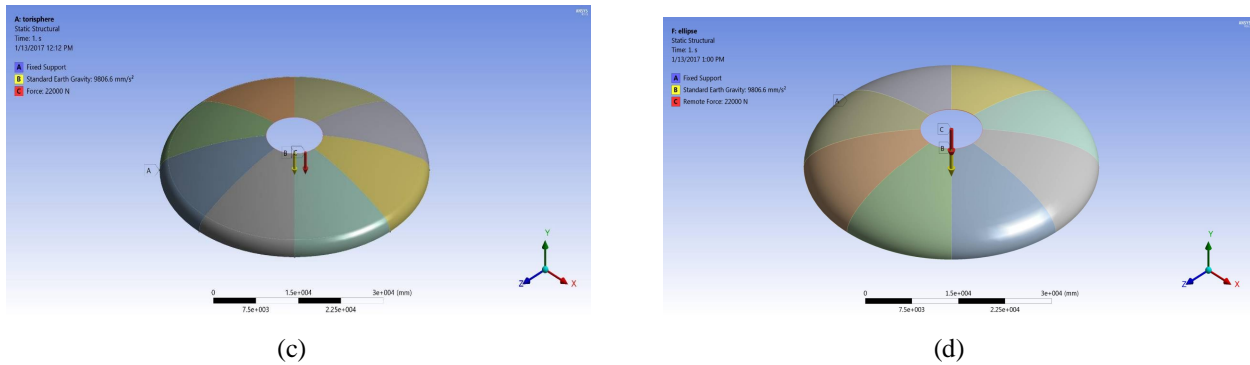 A: torisphere
Static Structural
Time: 1. s
1/13/2017 12:12 PM
A Fixed Support
B Standard Earth Gravity: 9806.6 mm/s²
C Force: 22000 N
A
B C
Y
Z X
0 1.5e+004 3e+004 (mm)
7.5e+003 2.25e+004
(c)
F: ellipse
Static Structural
Time: 1. s
1/13/2017 1:00 PM
A Fixed Support
B Standard Earth Gravity: 9806.6 mm/s²
C Remote Force: 22000 N
A
C
B
Y
Z X
0 1.5e+004 3e+004 (mm)
7.5e+003 2.25e+004
(d)